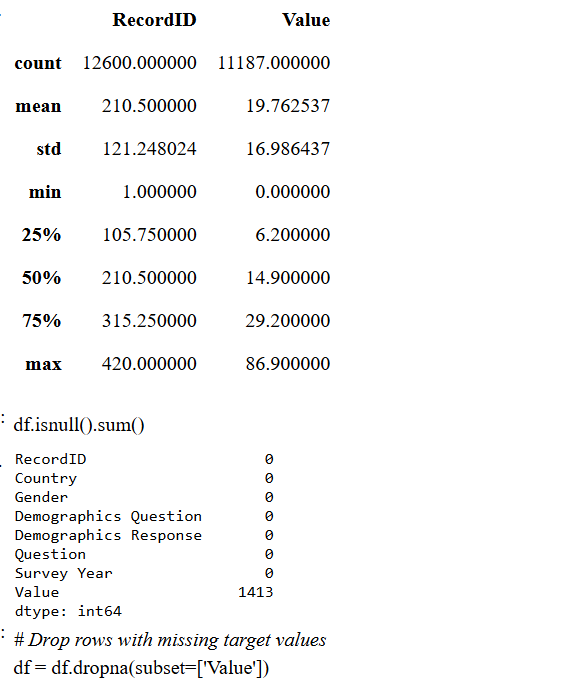 RecordID Value
count 12600.000000 11187.000000
mean 210.500000 19.762537
std 121.248024 16.986437
min 1.000000 0.000000
25% 105.750000 6.200000
50% 210.500000 14.900000
75% 315.250000 29.200000
max 420.000000 86.900000
: df.isnull().sum()
RecordID 0
Country 0
Gender 0
Demographics Question 0
Demographics Response 0
Question 0
Survey Year 0
Value 1413
dtype: int64
: # Drop rows with missing target values
df = df.dropna(subset=['Value'])